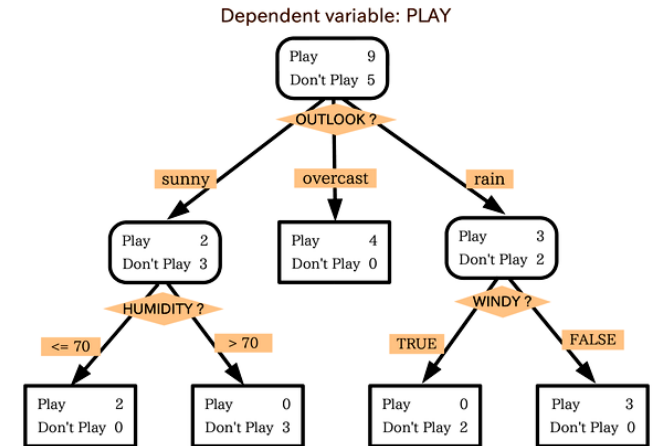 Dependent variable: PLAY
Play 9
Don't Play 5
OUTLOOK ?
sunny
overcast
rain
Play 2
Don't Play 3
Play 4
Don't Play 0
Play 3
Don't Play 2
HUMIDITY ?
WINDY ?
<= 70
> 70
TRUE
FALSE
Play 2
Don't Play 0
Play 0
Don't Play 3
Play 0
Don't Play 2
Play 3
Don't Play 0